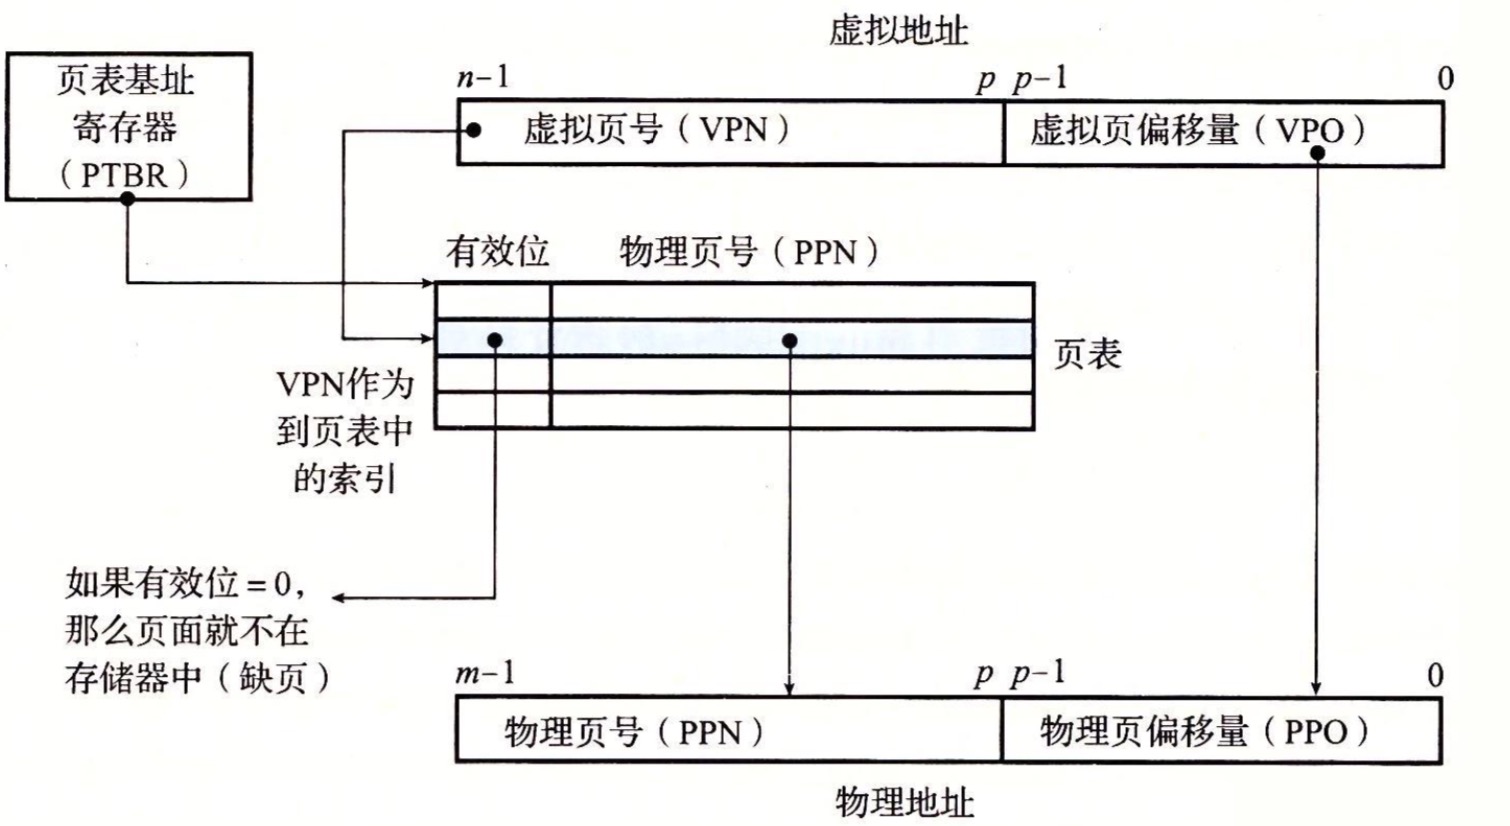 虚拟地址
页表基址
寄存器
（PTBR）
n-1 p p-1 0
虚拟页号（VPN） 虚拟页偏移量（VPO）
有效位 物理页号（PPN）
页表
VPN作为
到页表中
的索引
如果有效位=0，
那么页面就不在
存储器中（缺页）
m-1 p p-1 0
物理页号（PPN） 物理页偏移量（PPO）
物理地址